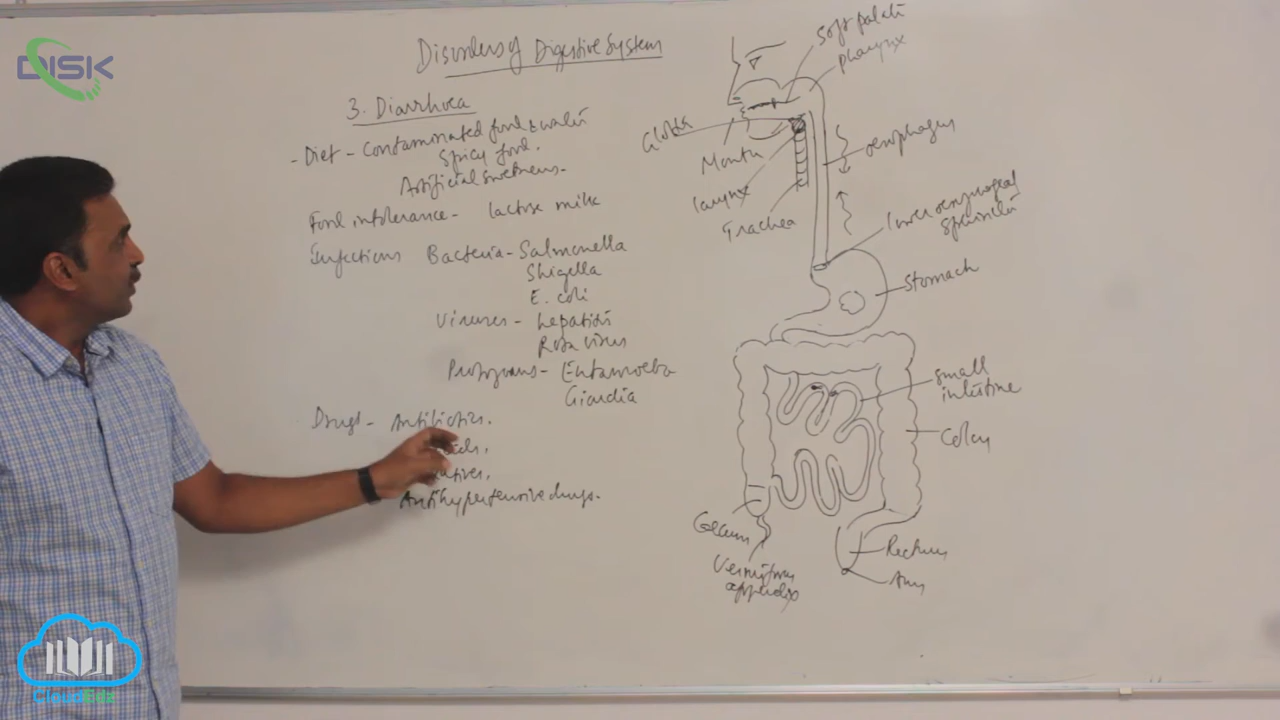 DISK
Disorders of Digestive System
3. Diarrhoea
- Diet - Contaminated food & water
Spicy food.
Artificial sweetners.
Food intolerance - lactose milk
Infections Bacteria - Salmonella
Shigella
E. coli
Viruses - hepatitis
Rota virus
Protozoans - Entamoeba
Giardia
Drugs - Antibiotics.
Antihypertensive drugs.
Soft palate
pharynx
Glottis
Mouth
larynx
Trachea
oesophagus
lower oesophageal
sphincter
Stomach
small
intestine
Colon
Cecum
Vermiform
appendix
Rectum
Anus
CloudEdz